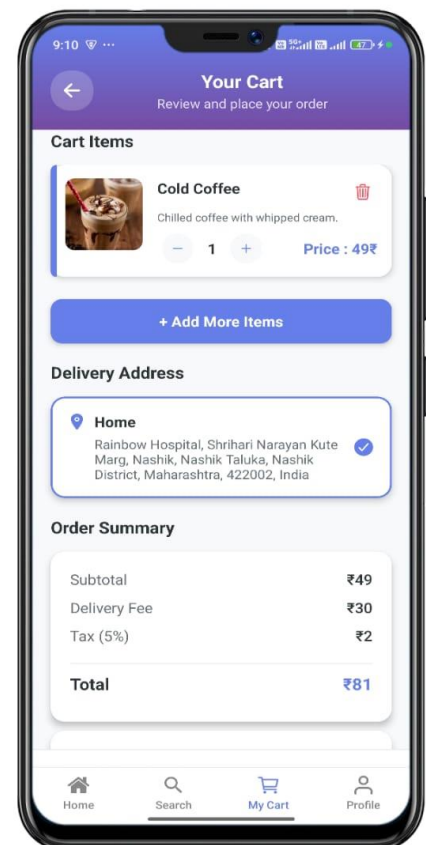 9:10
Your Cart
Review and place your order
Cart Items
Cold Coffee
Chilled coffee with whipped cream.
− 1 + Price : 49₹
+ Add More Items
Delivery Address
Home
Rainbow Hospital, Shrihari Narayan Kute
Marg, Nashik, Nashik Taluka, Nashik
District, Maharashtra, 422002, India
Order Summary
Subtotal ₹49
Delivery Fee ₹30
Tax (5%) ₹2
Total ₹81
Home Search My Cart Profile